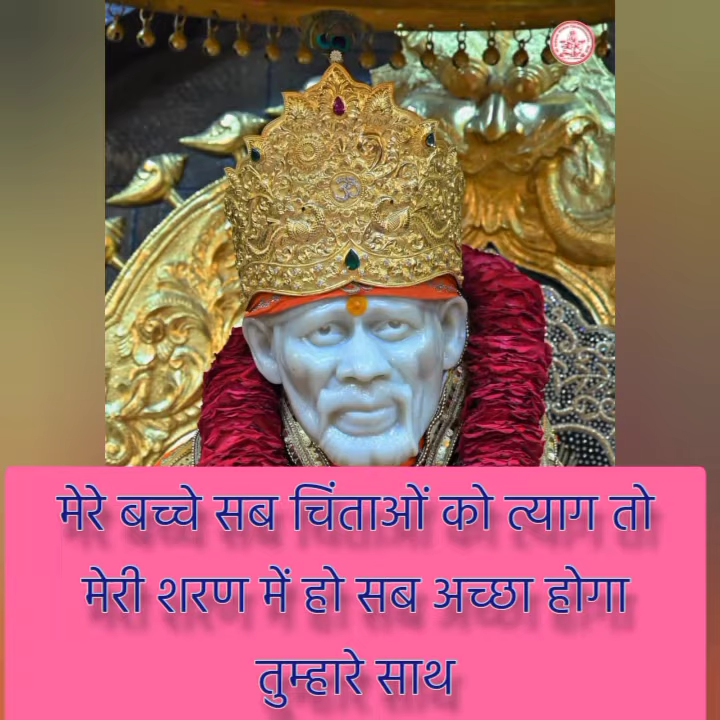 मेरे बच्चे सब चिंताओं को त्याग तो
मेरी शरण में हो सब अच्छा होगा
तुम्हारे साथ